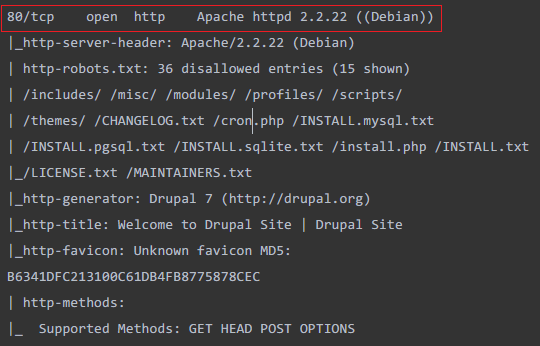 80/tcp    open  http    Apache httpd 2.2.22 ((Debian))
|_http-server-header: Apache/2.2.22 (Debian)
| http-robots.txt: 36 disallowed entries (15 shown)
| /includes/ /misc/ /modules/ /profiles/ /scripts/
| /themes/ /CHANGELOG.txt /cron.php /INSTALL.mysql.txt
| /INSTALL.pgsql.txt /INSTALL.sqlite.txt /install.php /INSTALL.txt
|_/LICENSE.txt /MAINTAINERS.txt
|_http-generator: Drupal 7 (http://drupal.org)
|_http-title: Welcome to Drupal Site | Drupal Site
|_http-favicon: Unknown favicon MD5:
B6341DFC213100C61DB4FB8775878CEC
| http-methods:
|_  Supported Methods: GET HEAD POST OPTIONS